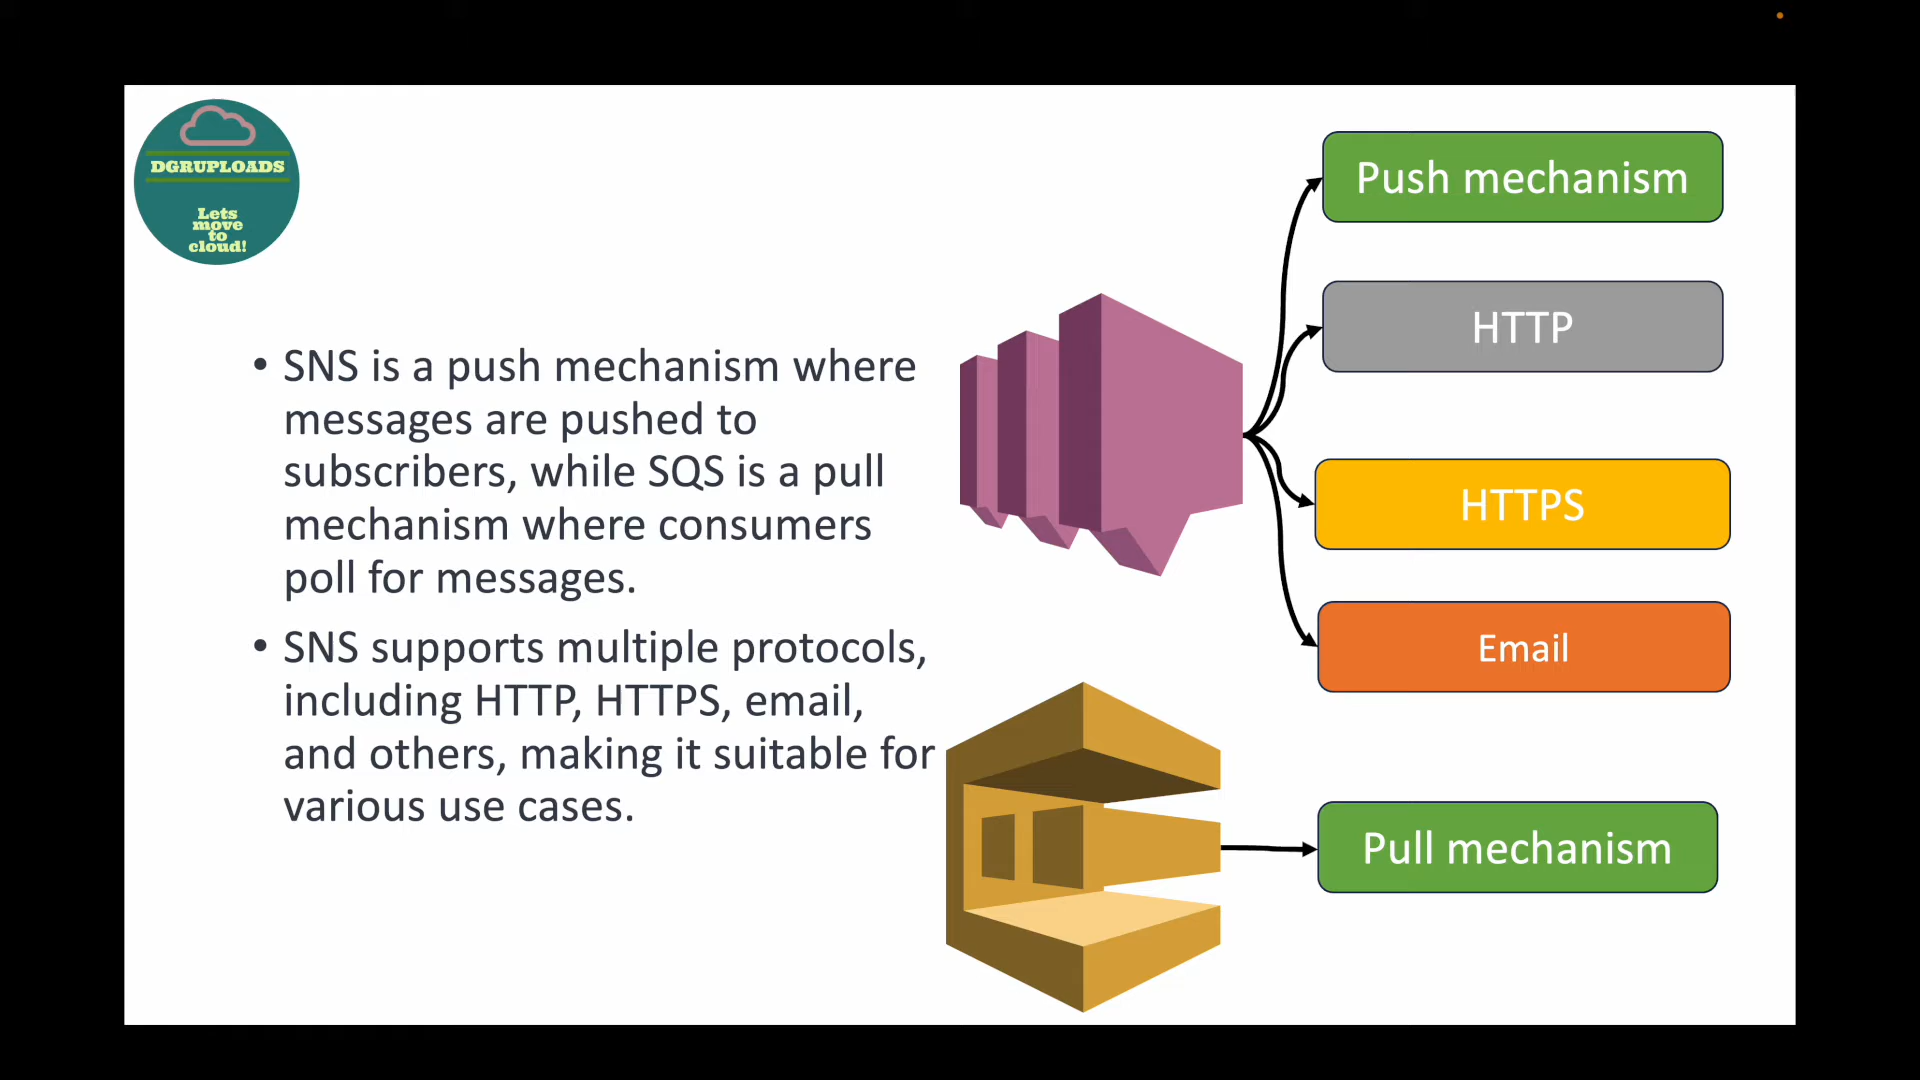 DGRUPLOADS
Lets
move
to
cloud!
• SNS is a push mechanism where
messages are pushed to
subscribers, while SQS is a pull
mechanism where consumers
poll for messages.
• SNS supports multiple protocols,
including HTTP, HTTPS, email,
and others, making it suitable for
various use cases.
Push mechanism
HTTP
HTTPS
Email
Pull mechanism